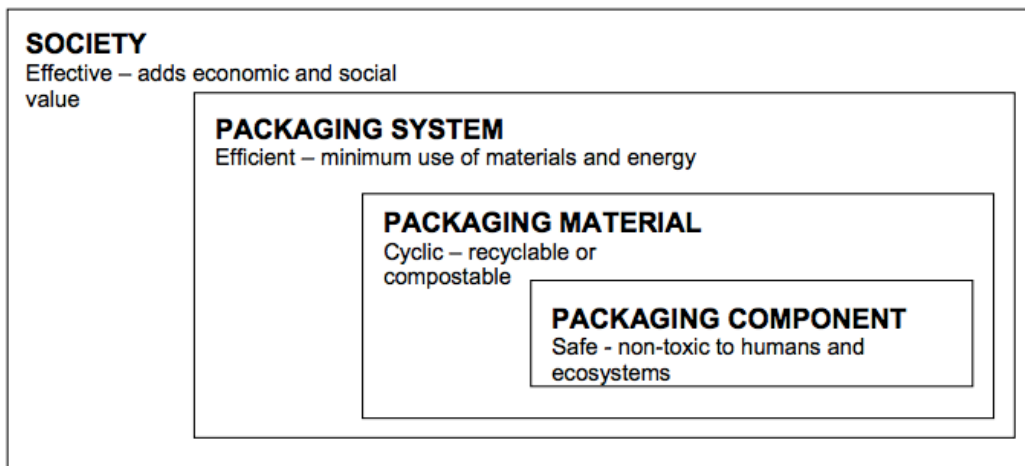 SOCIETY
Effective – adds economic and social
value
PACKAGING SYSTEM
Efficient – minimum use of materials and energy
PACKAGING MATERIAL
Cyclic – recyclable or
compostable
PACKAGING COMPONENT
Safe - non-toxic to humans and
ecosystems